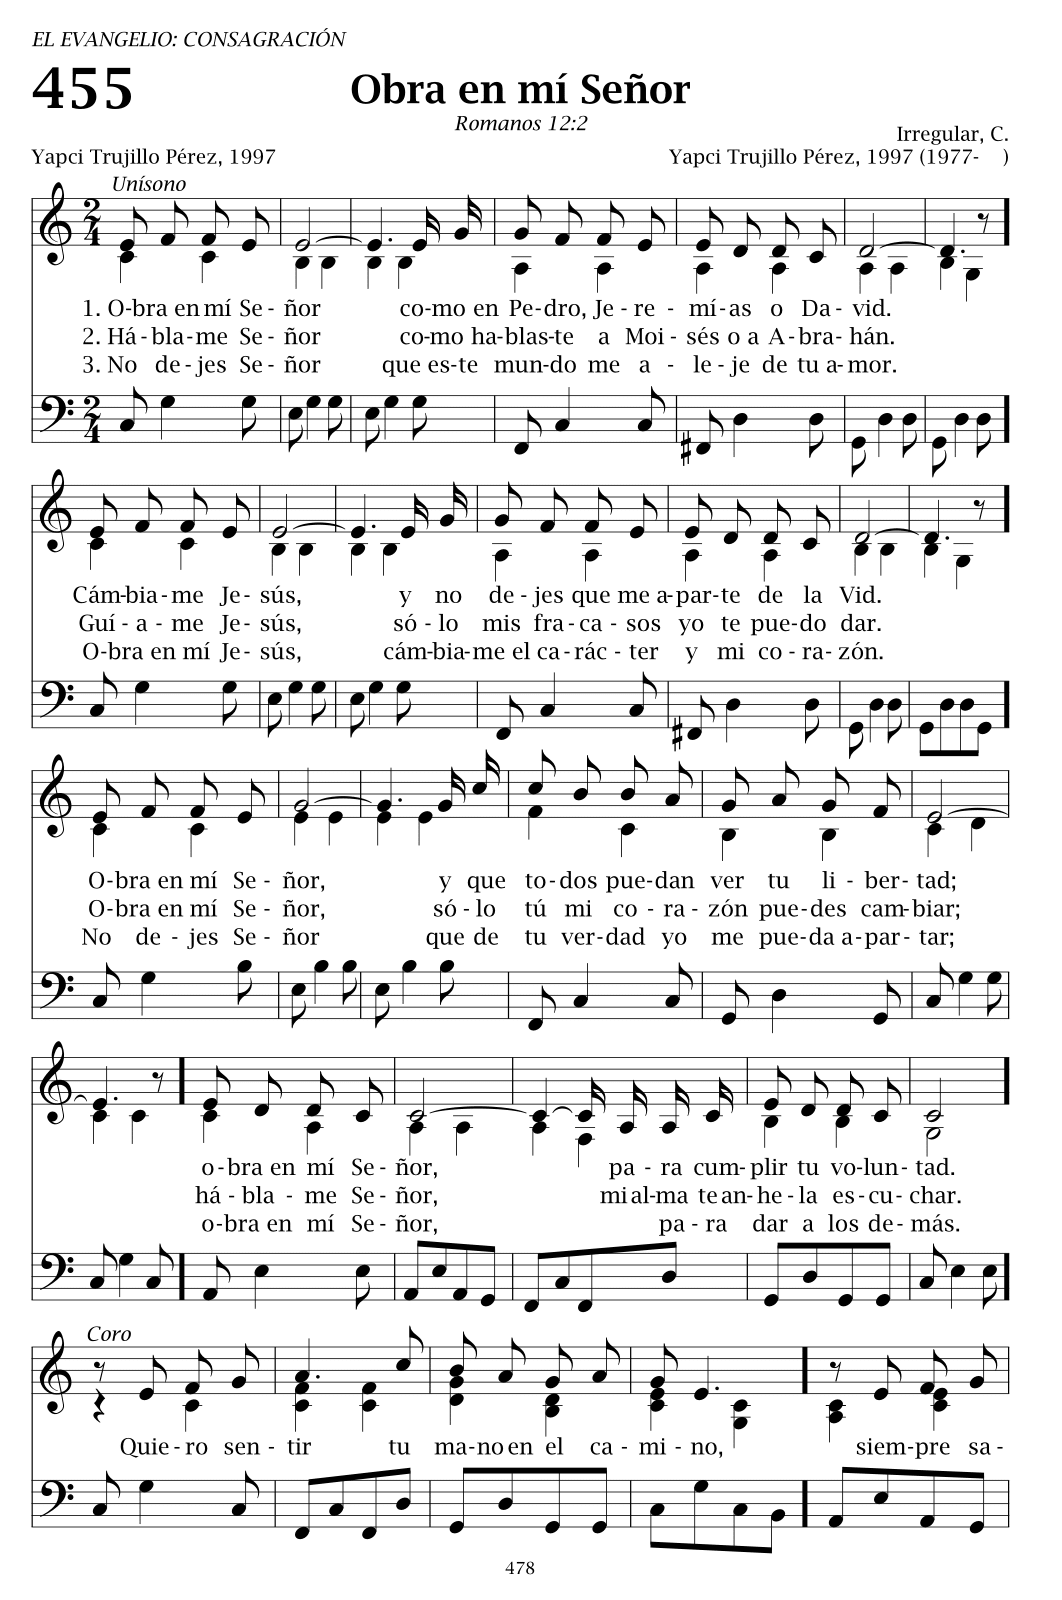 EL EVANGELIO: CONSAGRACIÓN
455
Obra en mí Señor
Romanos 12:2
Irregular, C.
Yapci Trujillo Pérez, 1997
Yapci Trujillo Pérez, 1997 (1977- )
Unísono
1. O-bra en mí Se - ñor co-mo en Pe-dro, Je - re - mí-as o Da - vid.
2. Há - bla-me Se - ñor co-mo ha-blas-te a Moi - sés o a A - bra- hán.
3. No de - jes Se - ñor que es-te mun-do me a - le - je de tu a- mor.
Cám-bia - me Je - sús, y no de - jes que me a-par-te de la Vid.
Guí - a - me Je - sús, só - lo mis fra - ca - sos yo te pue-do dar.
O-bra en mí Je - sús, cám-bia-me el ca - rác - ter y mi co - ra- zón.
O-bra en mí Se - ñor, y que to-dos pue-dan ver tu li - ber- tad;
O-bra en mí Se - ñor, só - lo tú mi co - ra - zón pue-des cam-biar;
No de - jes Se - ñor que de tu ver-dad yo me pue-da a-par- tar;
o-bra en mí Se - ñor, pa - ra cum-plir tu vo-lun- tad.
há - bla - me Se - ñor, mi al-ma te an-he - la es-cu- char.
o-bra en mí Se - ñor, pa - ra dar a los de- más.
Coro
Quie - ro sen - tir tu ma-no en el ca - mi - no, siem-pre sa -
478